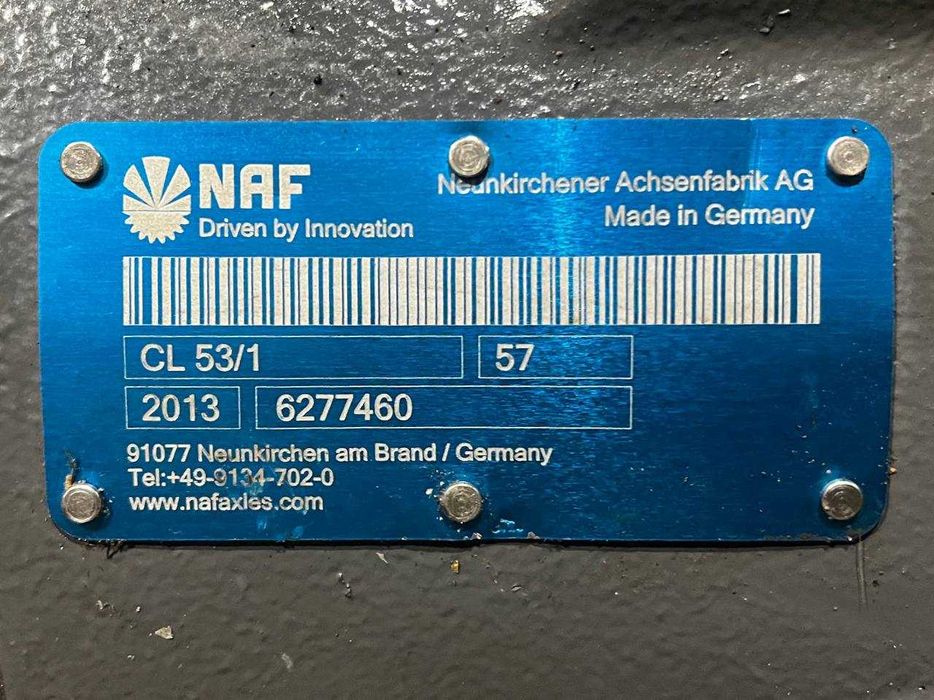 NAF
Driven by Innovation
Neunkirchener Achsenfabrik AG
Made in Germany
CL 53/1
57
2013
6277460
91077 Neunkirchen am Brand / Germany
Tel:+49-9134-702-0
www.nafaxles.com